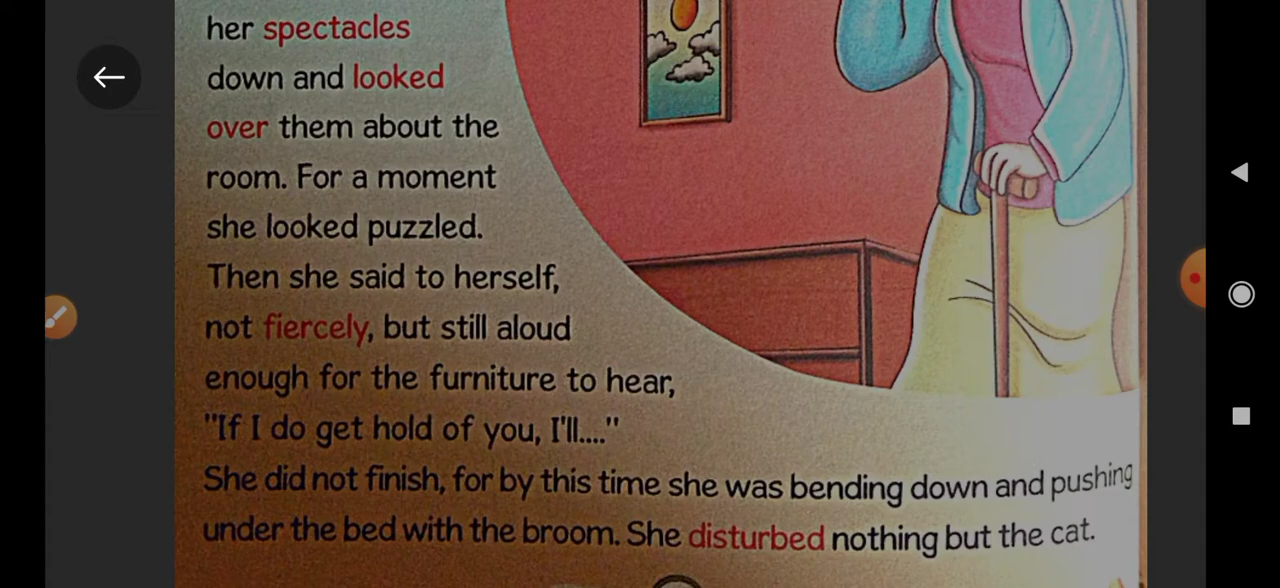 her spectacles
down and looked
over them about the
room. For a moment
she looked puzzled.
Then she said to herself,
not fiercely, but still aloud
enough for the furniture to hear,
"If I do get hold of you, I'll...."
She did not finish, for by this time she was bending down and pushing
under the bed with the broom. She disturbed nothing but the cat.